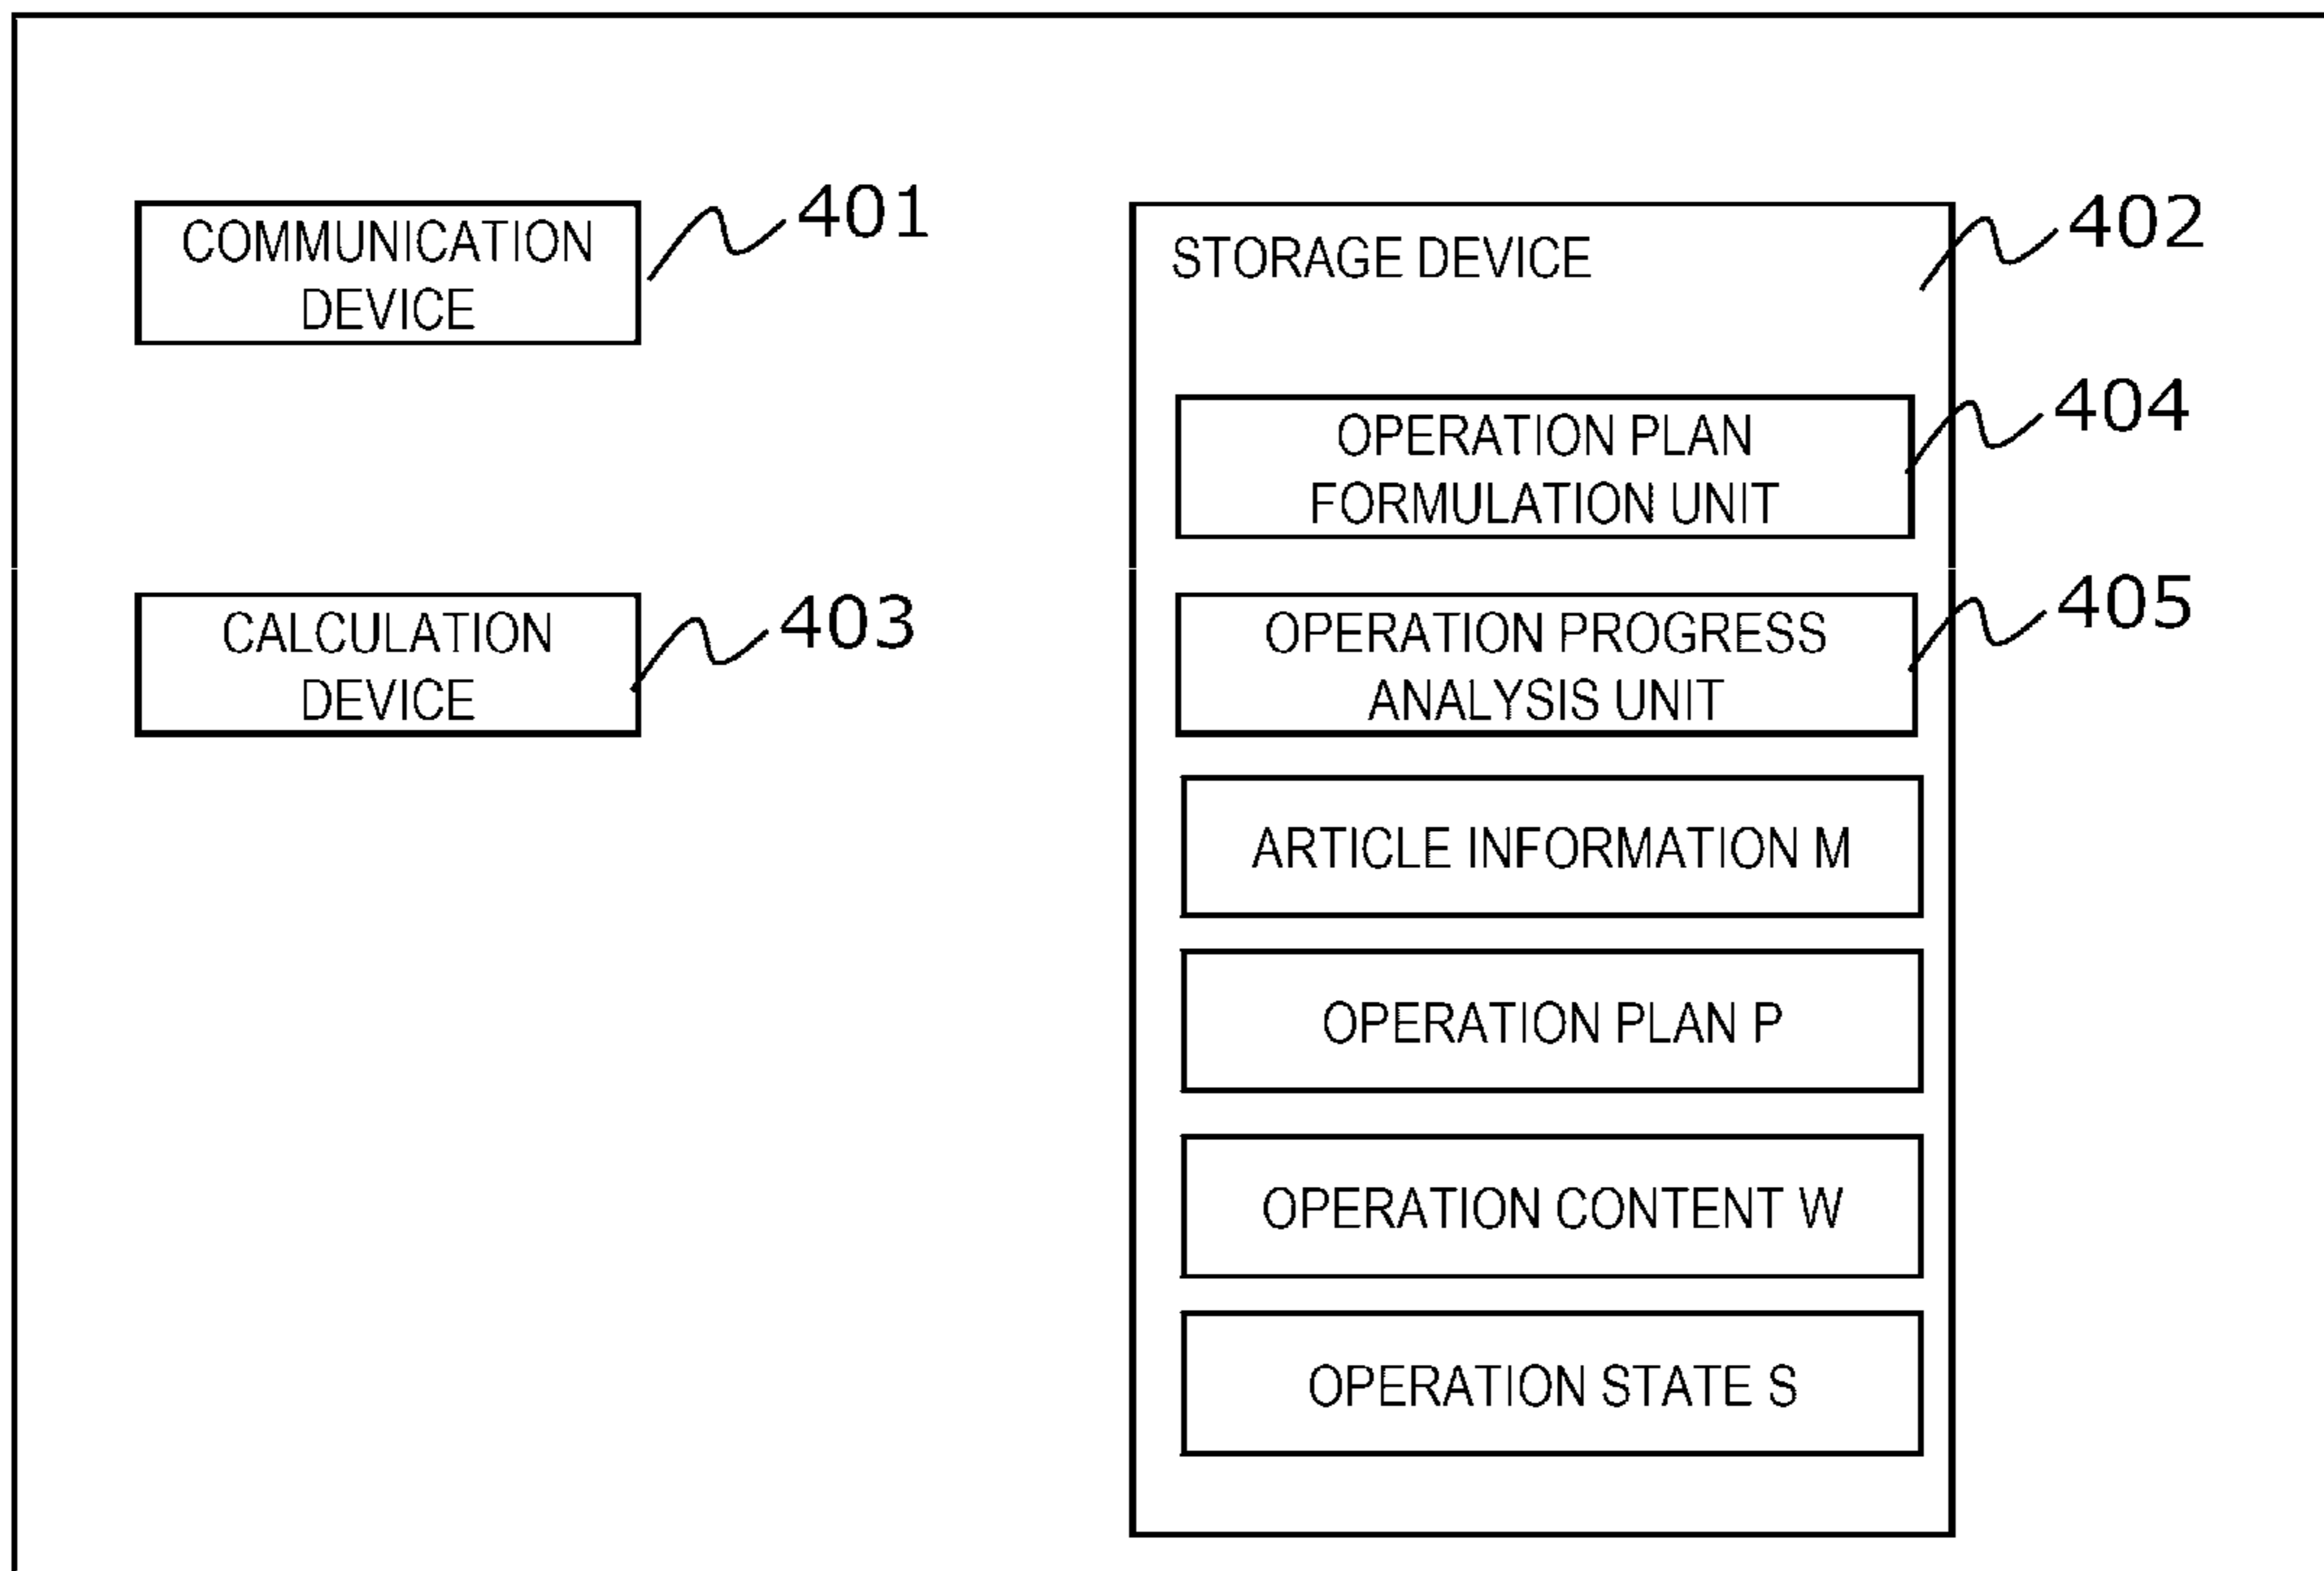 COMMUNICATION
DEVICE
401
STORAGE DEVICE
402
OPERATION PLAN
FORMULATION UNIT
404
CALCULATION
DEVICE
403
OPERATION PROGRESS
ANALYSIS UNIT
405
ARTICLE INFORMATION M
OPERATION PLAN P
OPERATION CONTENT W
OPERATION STATE S